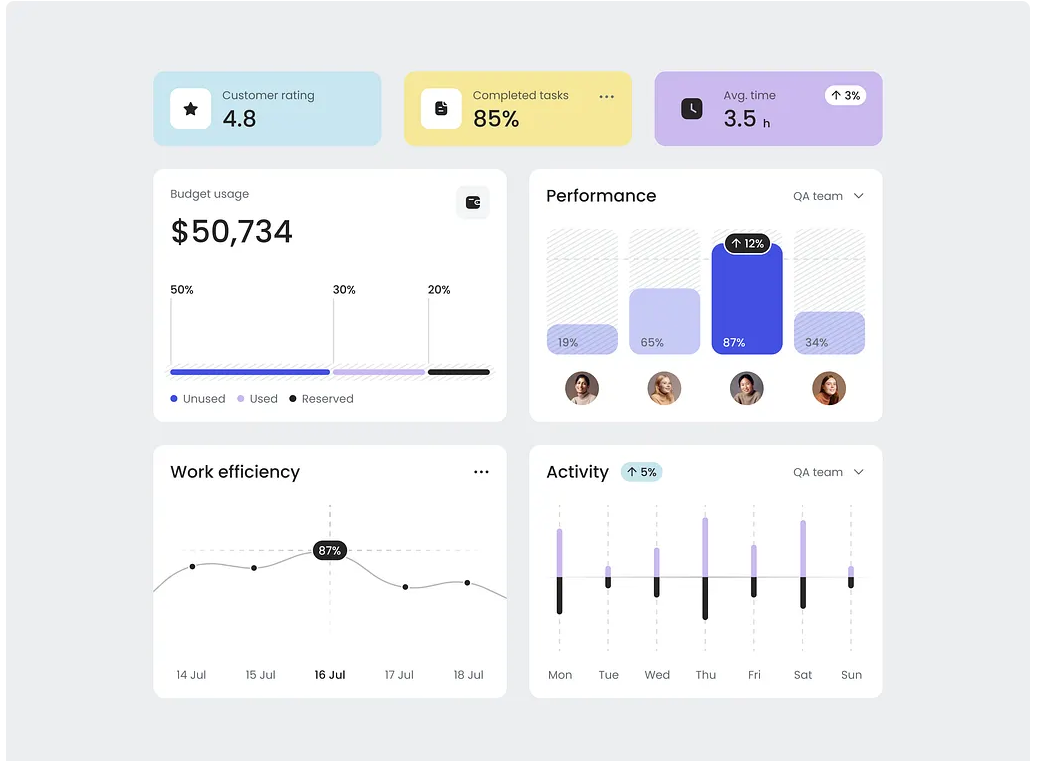 Customer rating
4.8
Completed tasks
85%
Avg. time
3.5 h
↑ 3%
Budget usage
$50,734
50%
30%
20%
Unused
Used
Reserved
Performance
QA team
↑ 12%
19%
65%
87%
34%
Work efficiency
87%
14 Jul
15 Jul
16 Jul
17 Jul
18 Jul
Activity
↑ 5%
QA team
Mon
Tue
Wed
Thu
Fri
Sat
Sun